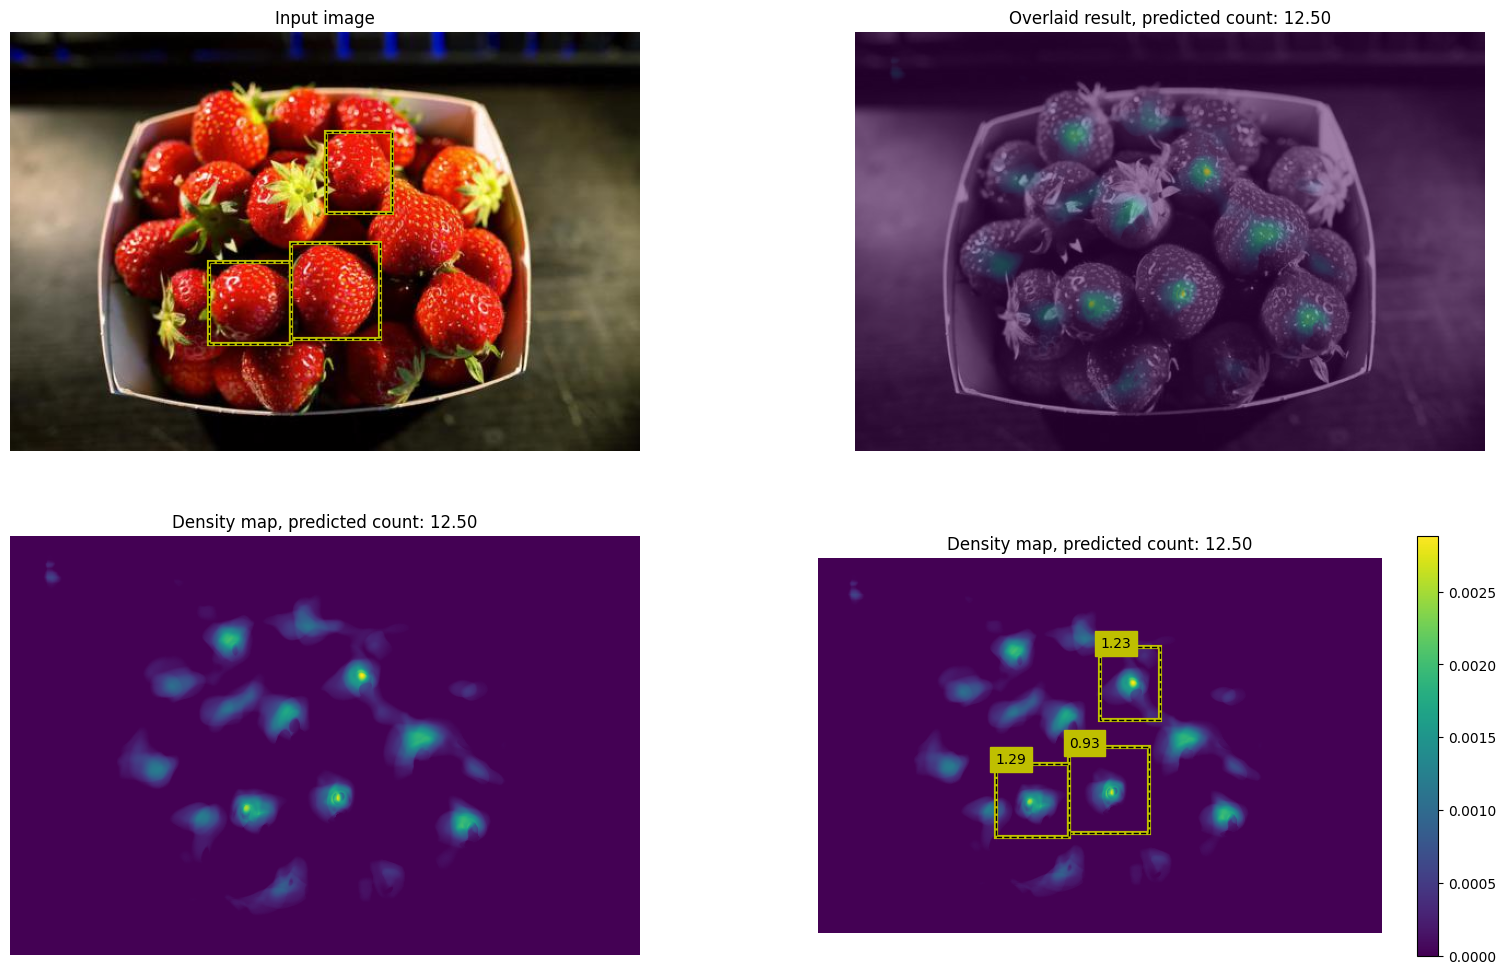 Input image
Overlaid result, predicted count: 12.50
Density map, predicted count: 12.50
Density map, predicted count: 12.50
1.23
0.93
1.29
0.0025
0.0020
0.0015
0.0010
0.0005
0.0000